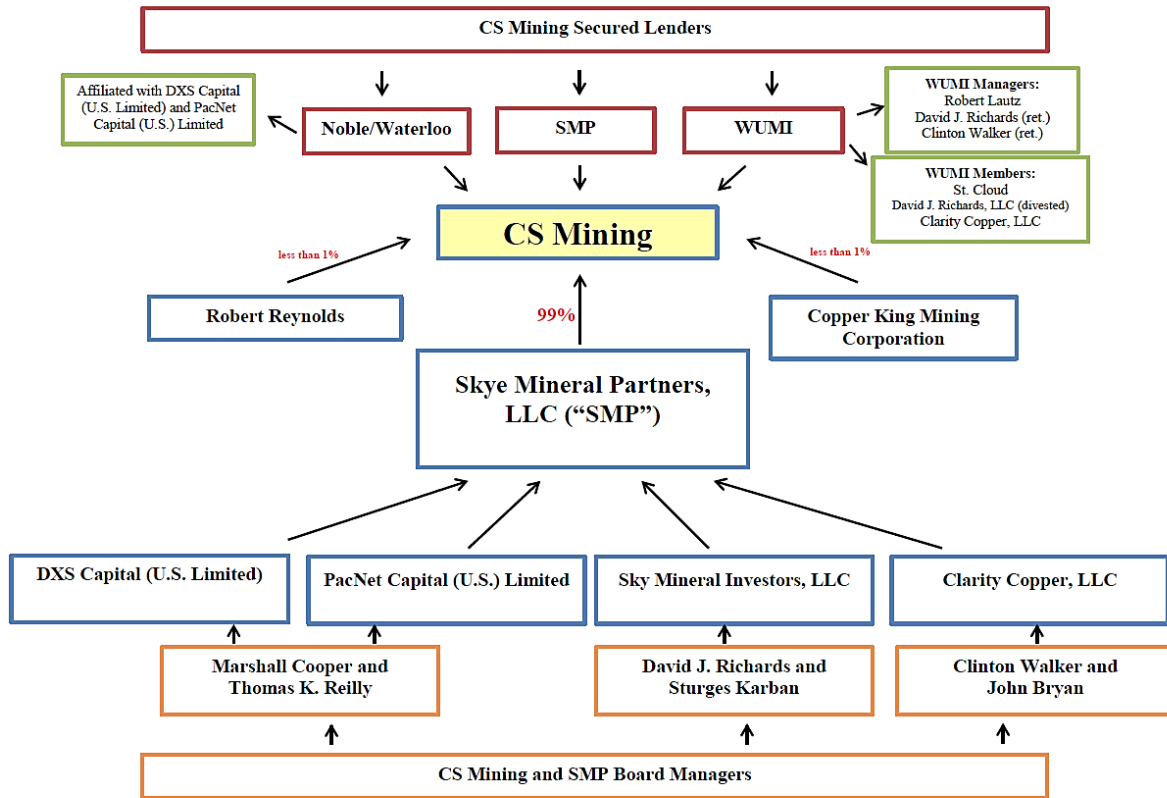 CS Mining Secured Lenders
Affiliated with DXS Capital
(U.S. Limited) and PacNet
Capital (U.S.) Limited
Noble/Waterloo
SMP
WUMI
WUMI Managers:
Robert Lautz
David J. Richards (ret.)
Clinton Walker (ret.)
WUMI Members:
St. Cloud
David J. Richards, LLC (divested)
Clarity Copper, LLC
CS Mining
less than 1%
less than 1%
Robert Reynolds
99%
Copper King Mining
Corporation
Skye Mineral Partners,
LLC (“SMP”)
DXS Capital (U.S. Limited)
PacNet Capital (U.S.) Limited
Sky Mineral Investors, LLC
Clarity Copper, LLC
Marshall Cooper and
Thomas K. Reilly
David J. Richards and
Sturges Karban
Clinton Walker and
John Bryan
CS Mining and SMP Board Managers